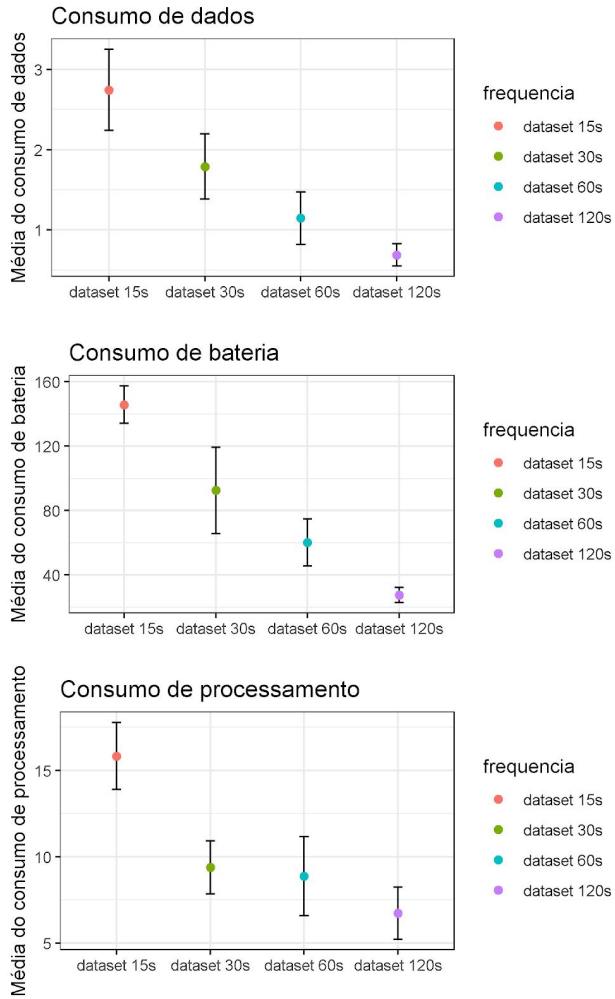 Consumo de dados
Média do consumo de dados
3
2
1
dataset 15s dataset 30s dataset 60s dataset 120s
frequencia
dataset 15s
dataset 30s
dataset 60s
dataset 120s
Consumo de bateria
Média do consumo de bateria
160
120
80
40
dataset 15s dataset 30s dataset 60s dataset 120s
frequencia
dataset 15s
dataset 30s
dataset 60s
dataset 120s
Consumo de processamento
Média do consumo de processamento
15
10
5
dataset 15s dataset 30s dataset 60s dataset 120s
frequencia
dataset 15s
dataset 30s
dataset 60s
dataset 120s